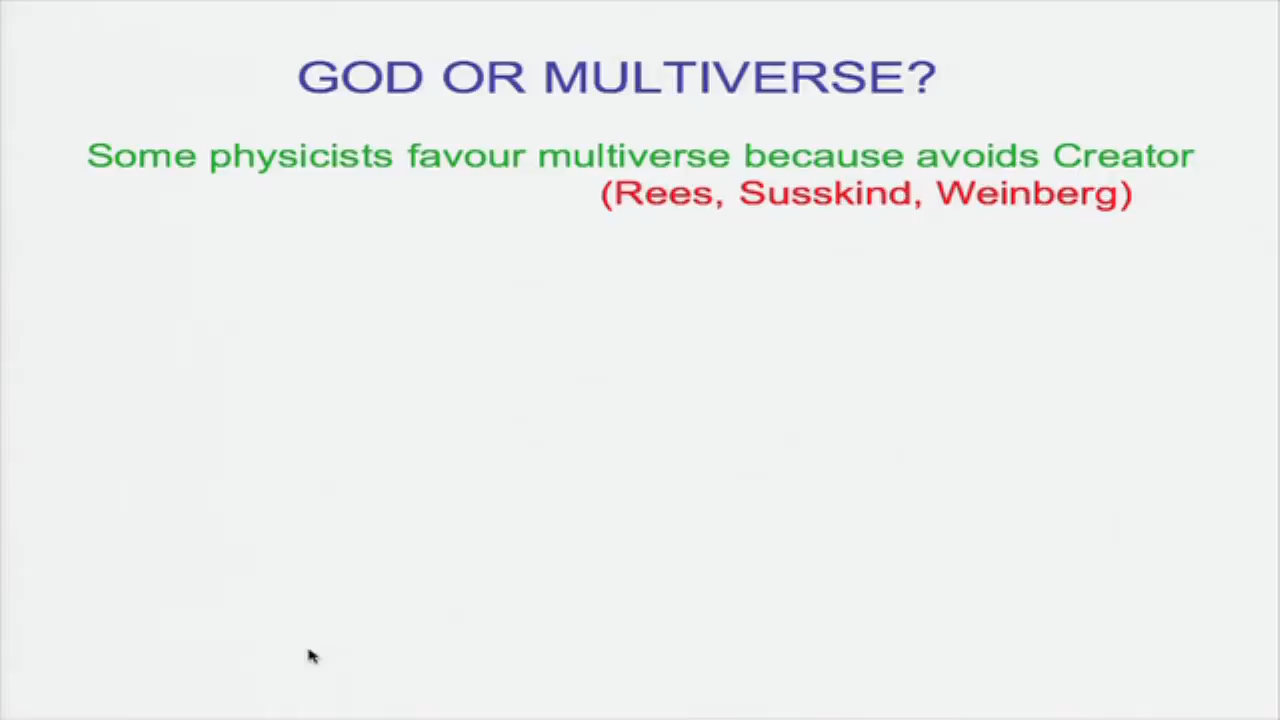 GOD OR MULTIVERSE?
Some physicists favour multiverse because avoids Creator
(Rees, Susskind, Weinberg)